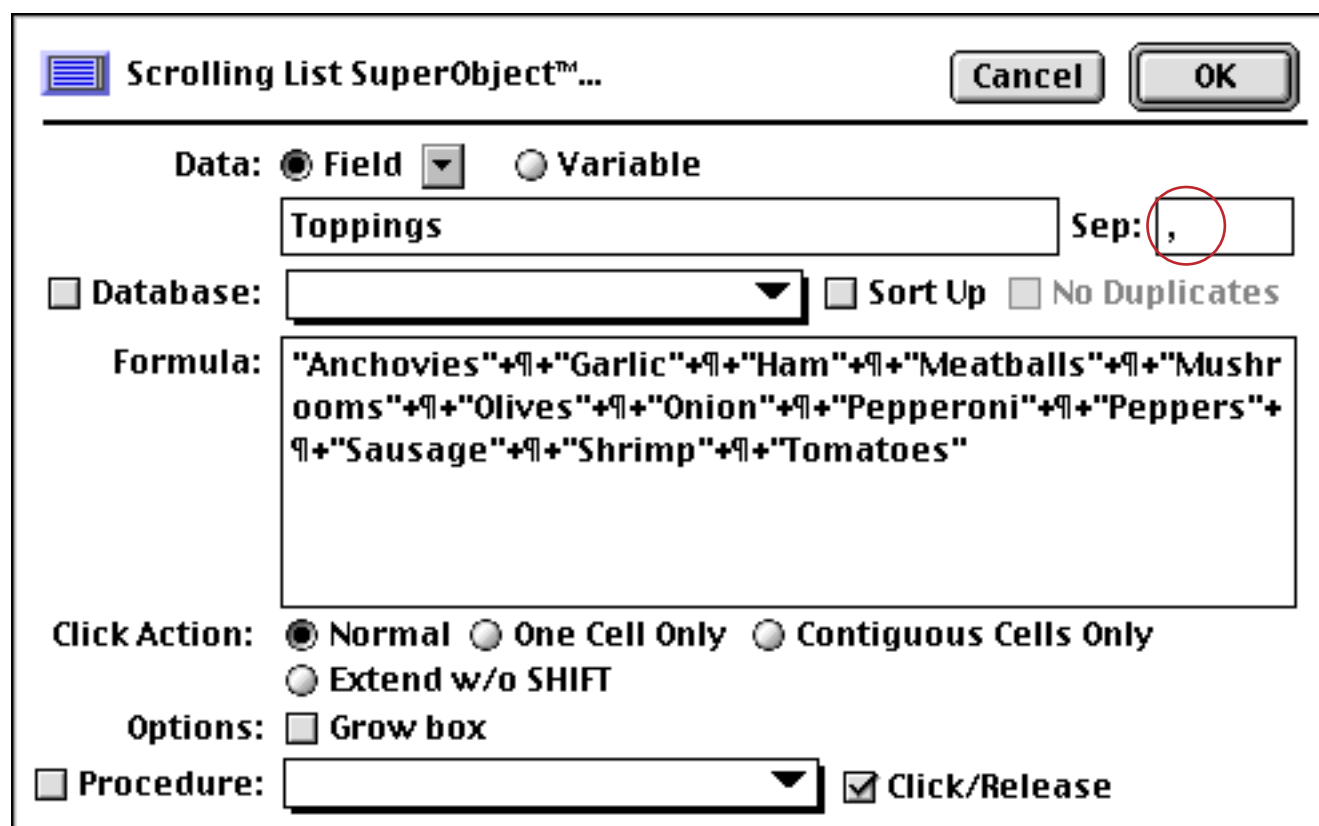 Scrolling List SuperObject™... Cancel OK
Data: Field Variable
Toppings Sep: ,
Database: Sort Up No Duplicates
Formula: "Anchovies"+¶+"Garlic"+¶+"Ham"+¶+"Meatballs"+¶+"Mushr
ooms"+¶+"Olives"+¶+"Onion"+¶+"Pepperoni"+¶+"Peppers"+
¶+"Sausage"+¶+"Shrimp"+¶+"Tomatoes"
Click Action: Normal One Cell Only Contiguous Cells Only
Extend w/o SHIFT
Options: Grow box
Procedure: Click/Release